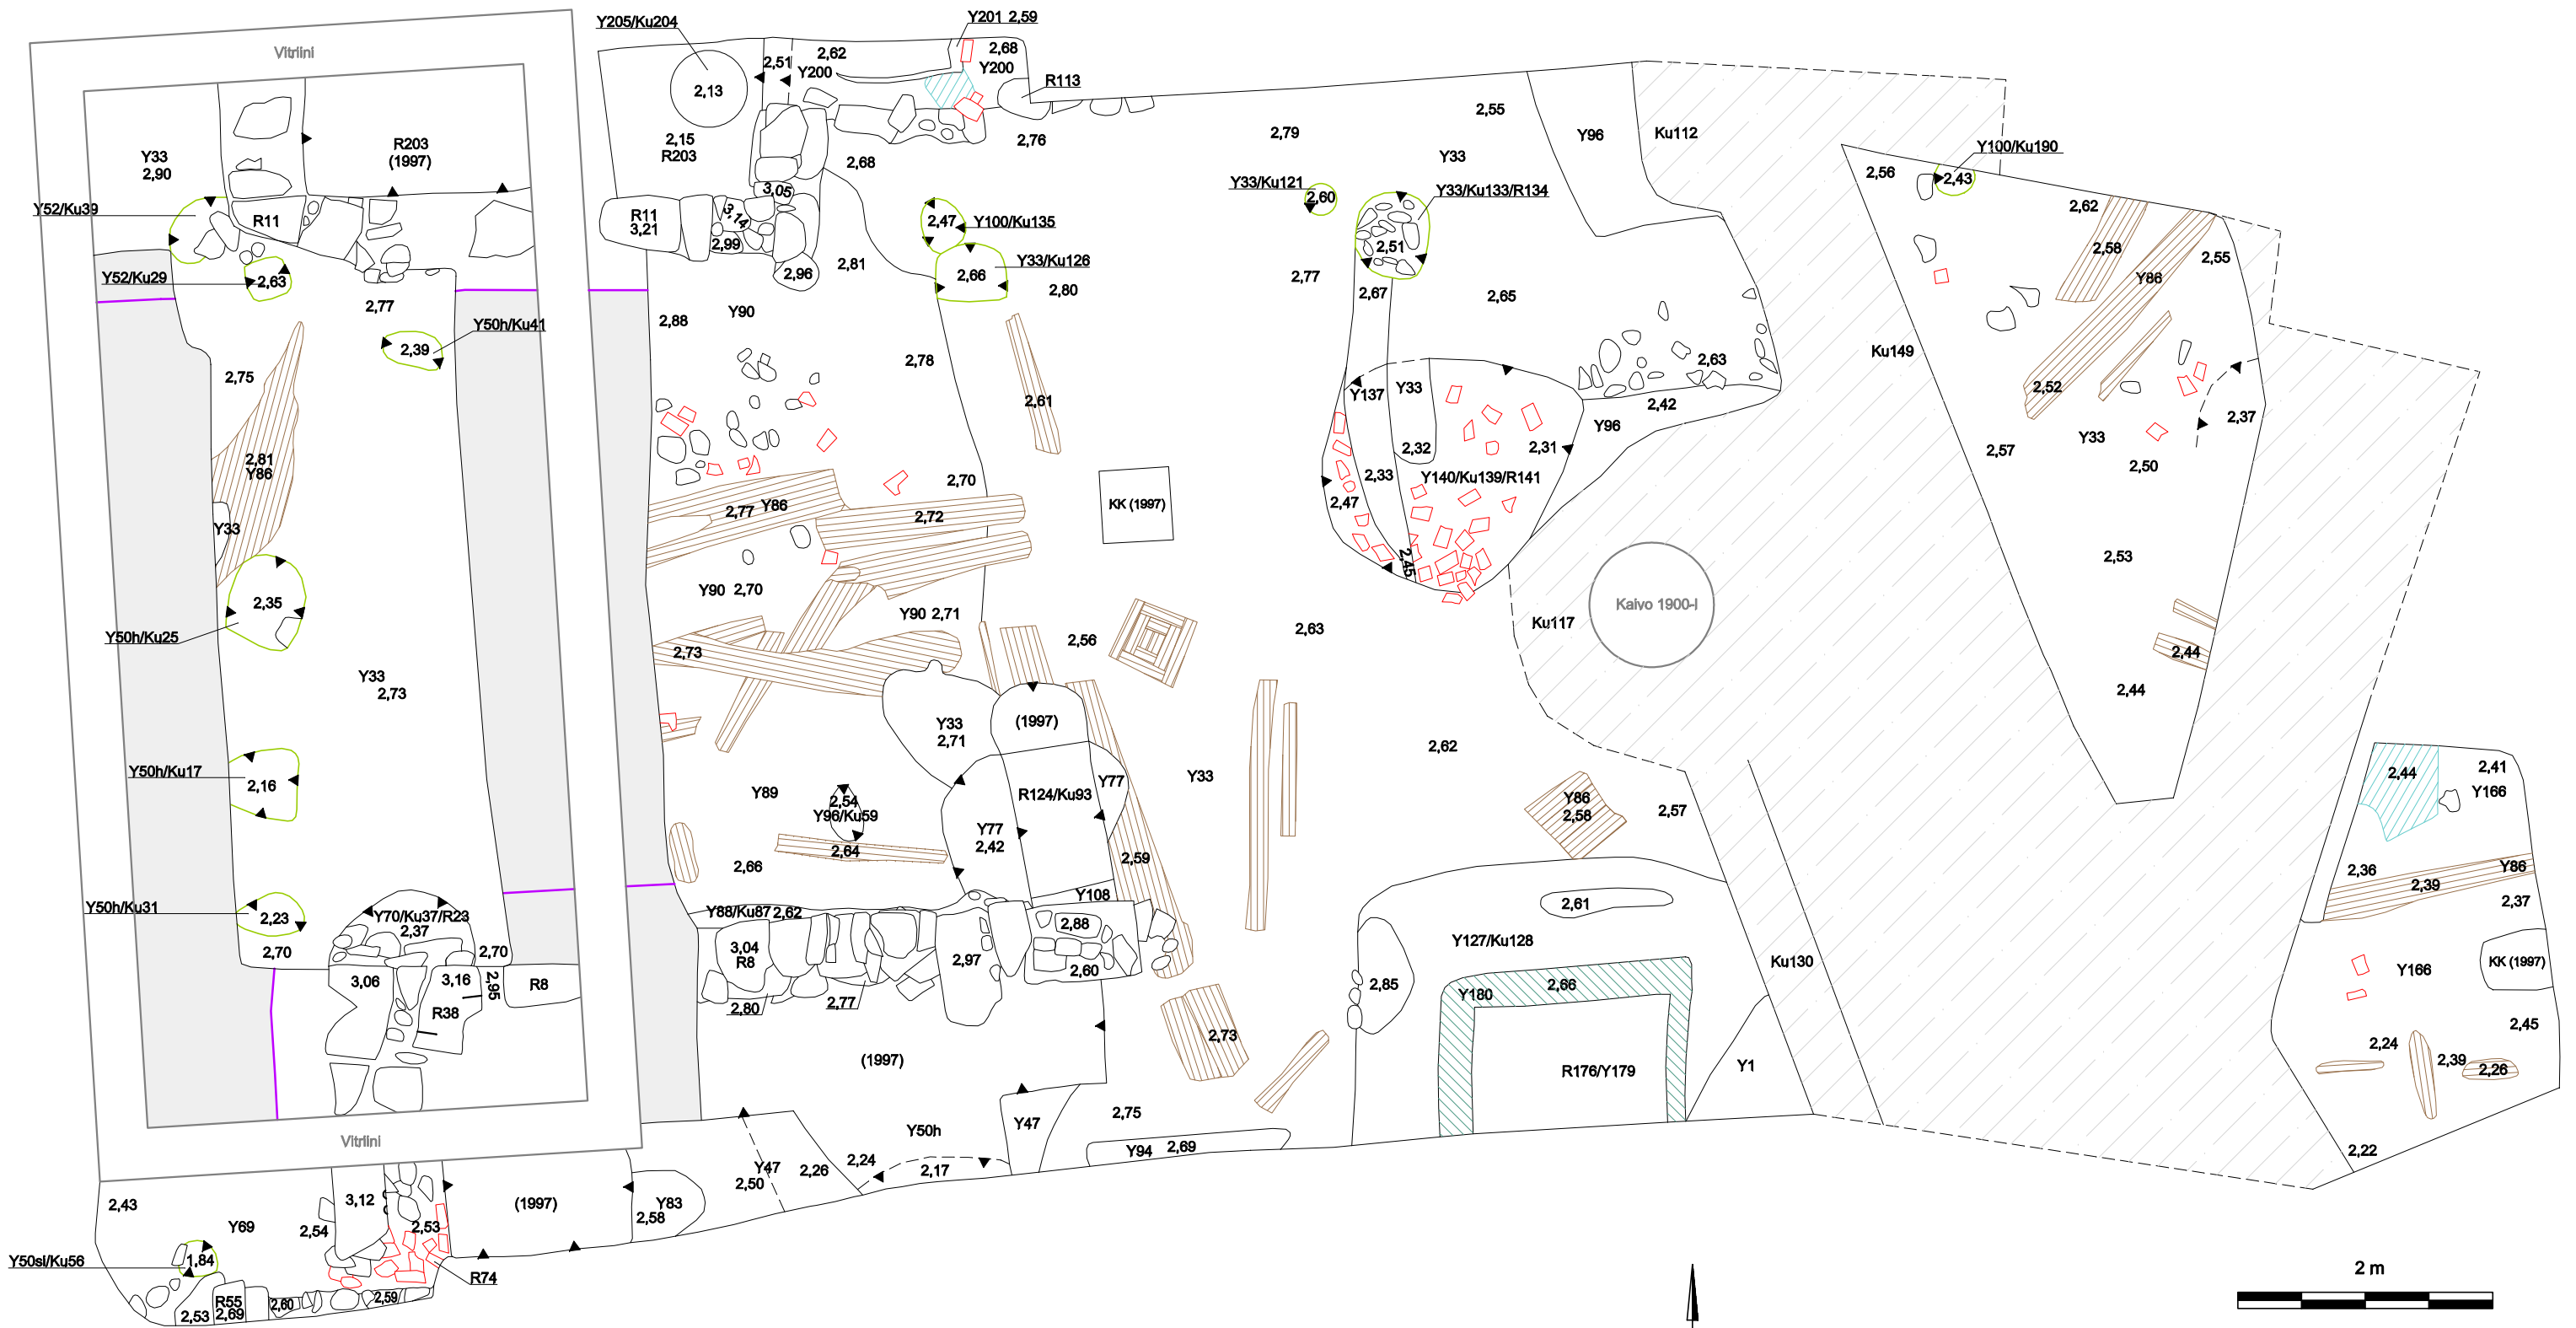 Vitriini
Y33
2,90
R203
(1997)
Y52/Ku39
R11
Y52/Ku29
2,63
2,77
Y50h/Ku41
2,39
2,75
2,81
Y86
Y33
2,35
Y50h/Ku25
Y33
2,73
Y50h/Ku17
2,16
Y50h/Ku31
2,23
2,70
Y70/Ku37/R23
2,37
2,70
3,06
3,16
2,95
R8
R38
Vitriini
2,43
Y69
2,54
3,12
2,53
Y50sl/Ku56
1,84
R74
2,53
R55
2,69
2,60
2,59
(1997)
Y83
2,58
Y205/Ku204
2,13
2,51
2,62
Y200
Y201 2,59
2,68
Y200
R113
2,15
R203
2,68
2,76
3,05
R11
3,21
3,14
2,99
2,96
2,81
2,47
Y100/Ku135
Y33/Ku126
2,66
2,80
2,88
Y90
2,78
2,61
2,70
2,77
Y86
2,72
KK (1997)
Y90 2,70
Y90 2,71
2,73
2,56
Y33
2,71
(1997)
Y89
2,54
Y96/Ku59
R124/Ku93
Y77
Y77
2,42
2,64
2,66
2,59
Y108
Y88/Ku87 2,62
3,04
R8
2,97
2,88
2,60
2,80
2,77
2,73
(1997)
Y50h
Y47
2,75
Y94 2,69
Y47
2,50
2,26
2,24
2,17
2,79
2,55
Y33
Y96
Ku112
Y33/Ku121
2,60
Y33/Ku133/R134
2,51
2,77
2,67
2,65
2,63
Y137
Y33
2,42
Y96
2,32
2,31
2,33
Y140/Ku139/R141
2,47
2,45
Kaivo 1900-l
Ku117
2,63
2,62
Y33
Y86
2,58
2,57
2,61
Y127/Ku128
2,85
Y180
2,66
R176/Y179
Ku130
Y1
Ku149
2,56
Y100/Ku190
2,43
2,62
2,58
Y86
2,55
2,52
2,37
Y33
2,57
2,50
2,53
2,44
2,44
2,44
2,41
Y166
2,36
Y86
2,39
2,37
Y166
KK (1997)
2,45
2,24
2,39
2,26
2,22
2 m